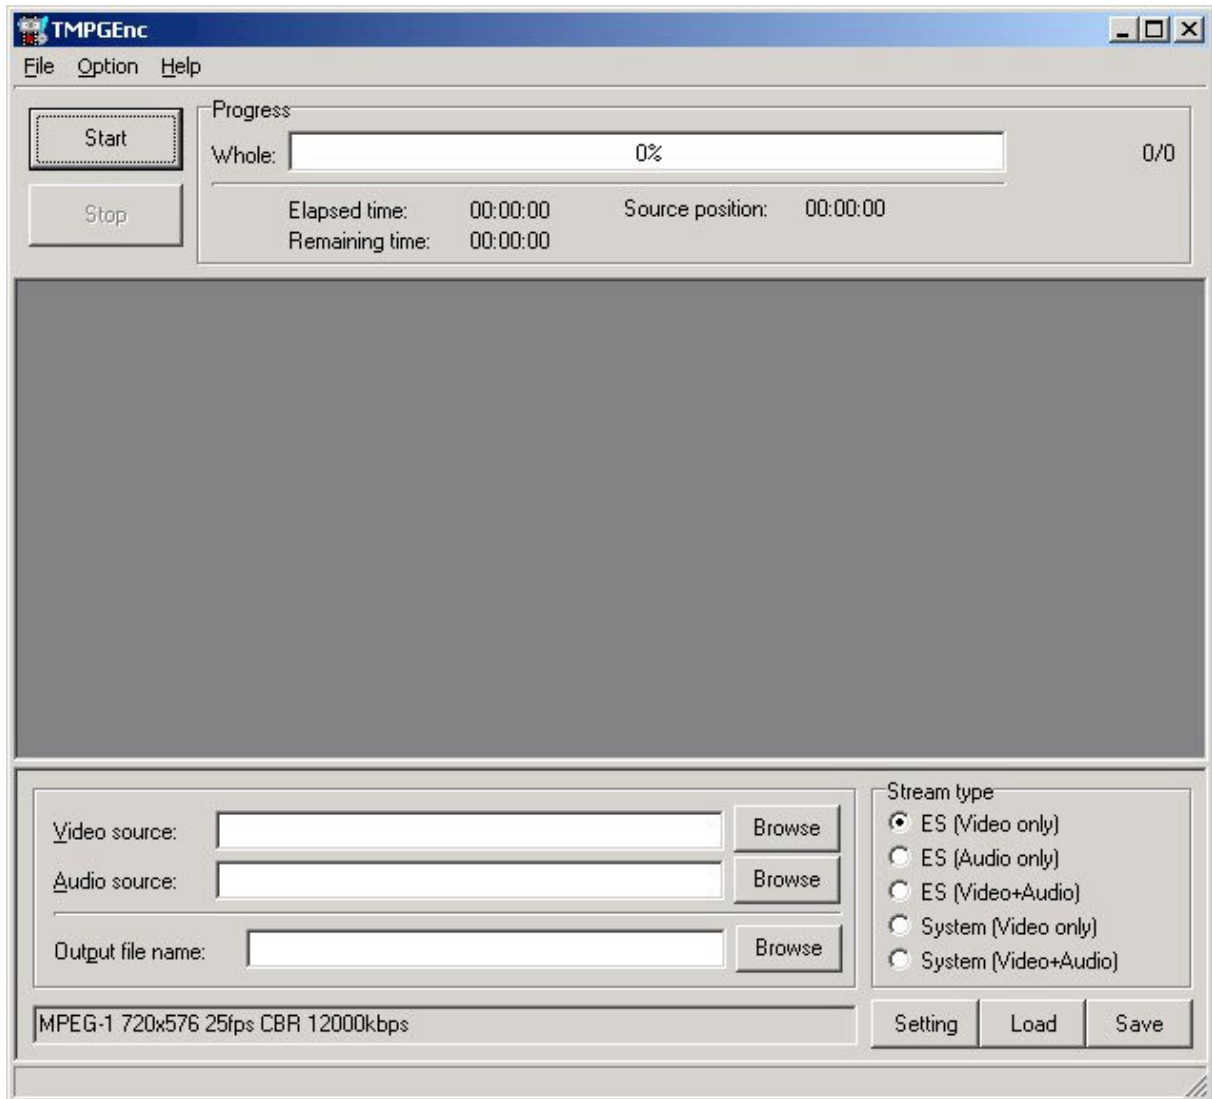 TMPGEnc
File Option Help
Start
Progress
Whole: 0% 0/0
Stop
Elapsed time: 00:00:00 Source position: 00:00:00
Remaining time: 00:00:00
Stream type
Video source: Browse
ES (Video only)
Audio source: Browse
ES (Audio only)
ES (Video+Audio)
Output file name: Browse
System (Video only)
System (Video+Audio)
MPEG-1 720x576 25fps CBR 12000kbps
Setting Load Save